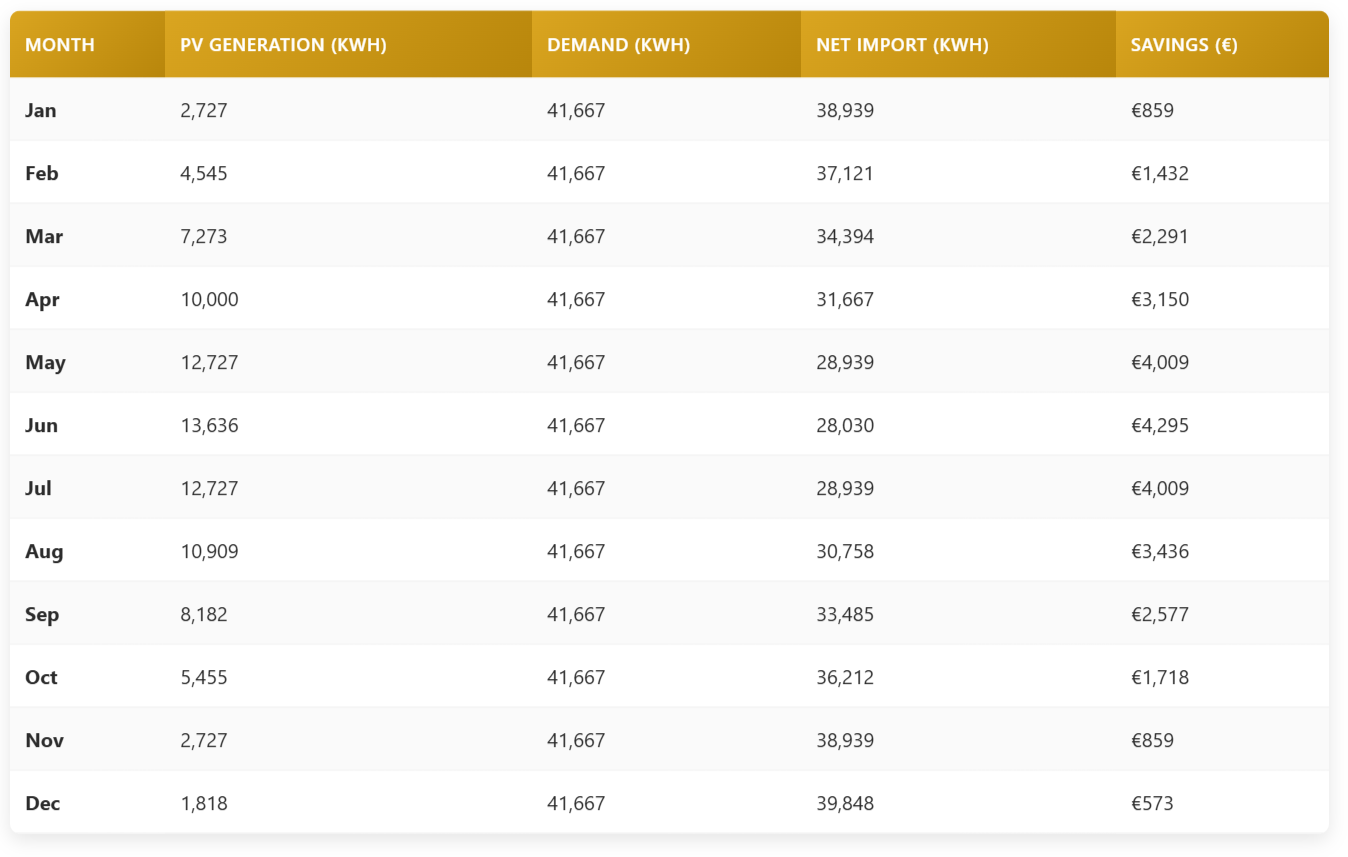 MONTH PV GENERATION (KWH) DEMAND (KWH) NET IMPORT (KWH) SAVINGS (€)
Jan 2,727 41,667 38,939 €859
Feb 4,545 41,667 37,121 €1,432
Mar 7,273 41,667 34,394 €2,291
Apr 10,000 41,667 31,667 €3,150
May 12,727 41,667 28,939 €4,009
Jun 13,636 41,667 28,030 €4,295
Jul 12,727 41,667 28,939 €4,009
Aug 10,909 41,667 30,758 €3,436
Sep 8,182 41,667 33,485 €2,577
Oct 5,455 41,667 36,212 €1,718
Nov 2,727 41,667 38,939 €859
Dec 1,818 41,667 39,848 €573